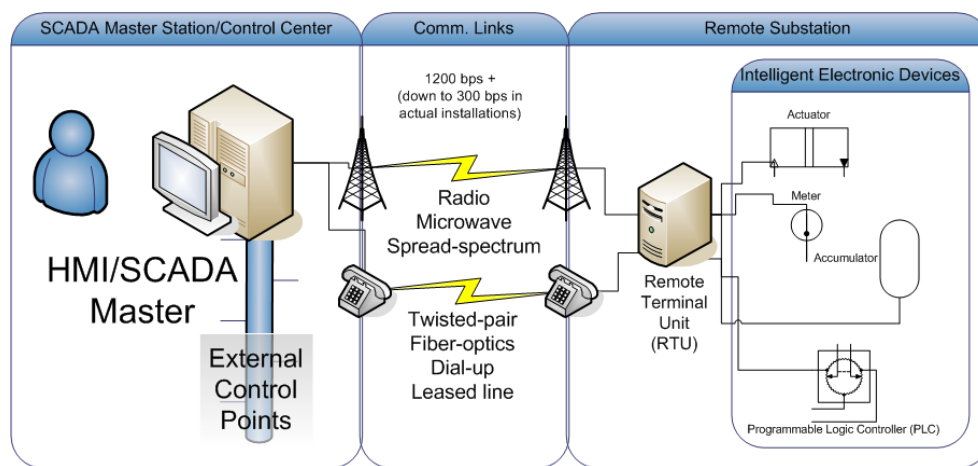 SCADA Master Station/Control Center
HMI/SCADA
Master
External
Control
Points
Comm. Links
1200 bps +
(down to 300 bps in
actual installations)
Radio
Microwave
Spread-spectrum
Twisted-pair
Fiber-optics
Dial-up
Leased line
Remote Substation
Remote
Terminal
Unit
(RTU)
Intelligent Electronic Devices
Actuator
Meter
Accumulator
Programmable Logic Controller (PLC)